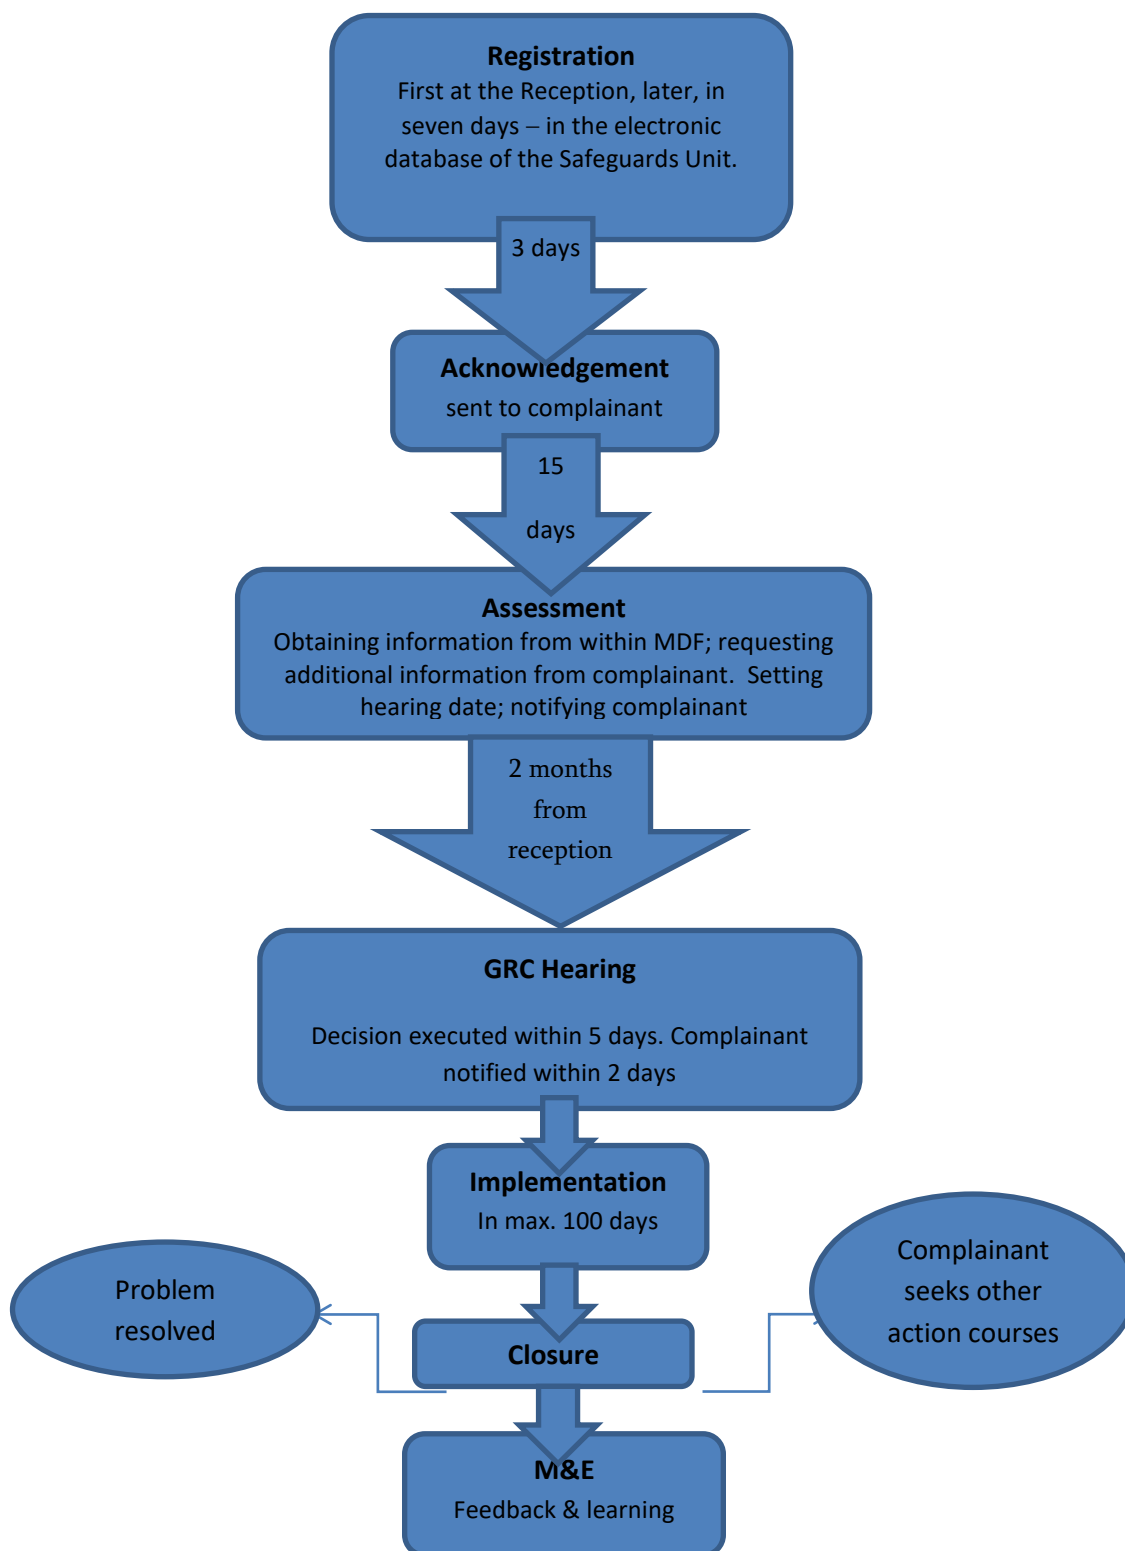 Registration
First at the Reception, later, in
seven days – in the electronic
database of the Safeguards Unit.
3 days
Acknowledgement
sent to complainant
15
days
Assessment
Obtaining information from within MDF; requesting
additional information from complainant.  Setting
hearing date; notifying complainant
2 months
from
reception
GRC Hearing
Decision executed within 5 days. Complainant
notified within 2 days
Implementation
In max. 100 days
Problem
resolved
Complainant
seeks other
action courses
Closure
M&E
Feedback & learning